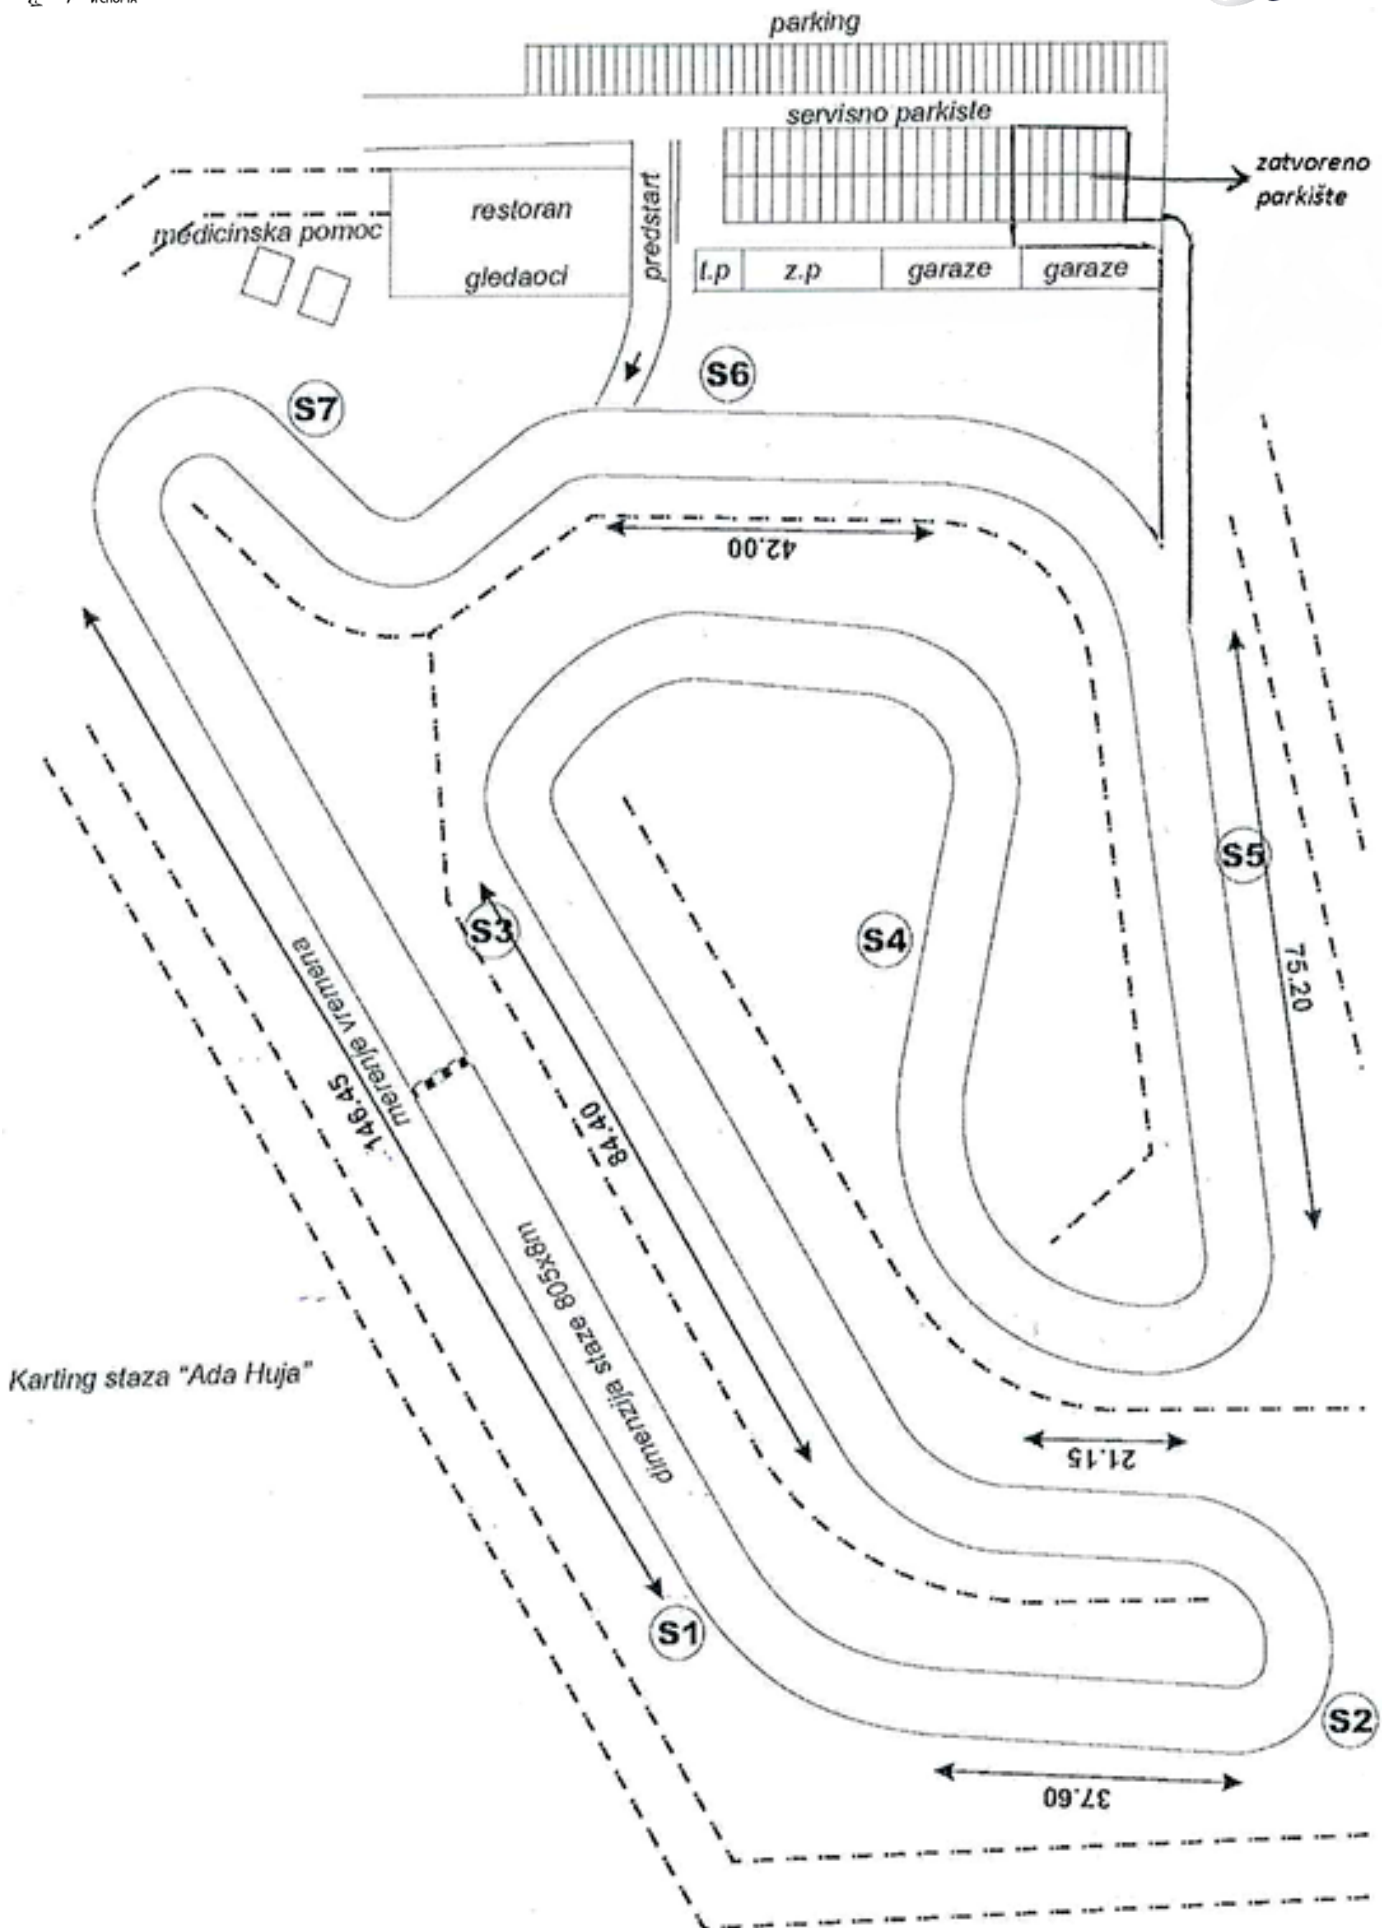 parking
servisno parkiste
zatvoreno
parkište
restoran
predstart
medicinska pomoc
gledaoci
t.p
z.p
garaze
garaze
S6
S7
42.00
S5
S3
S4
75.20
merenje vremena
146.45
84.40
dimenzija staze 805x8m
Karting staza "Ada Huja"
21.15
S1
S2
37.60